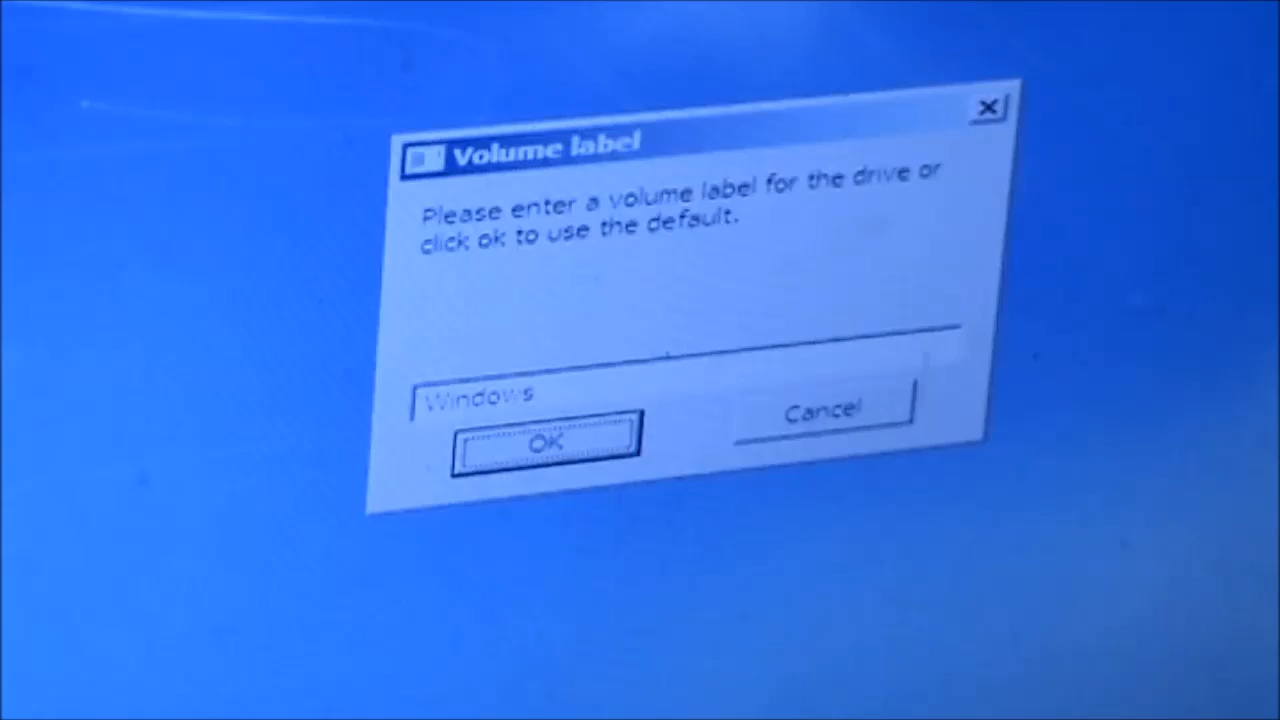 Volume label
Please enter a volume label for the drive or
click ok to use the default.
Windows
OK
Cancel